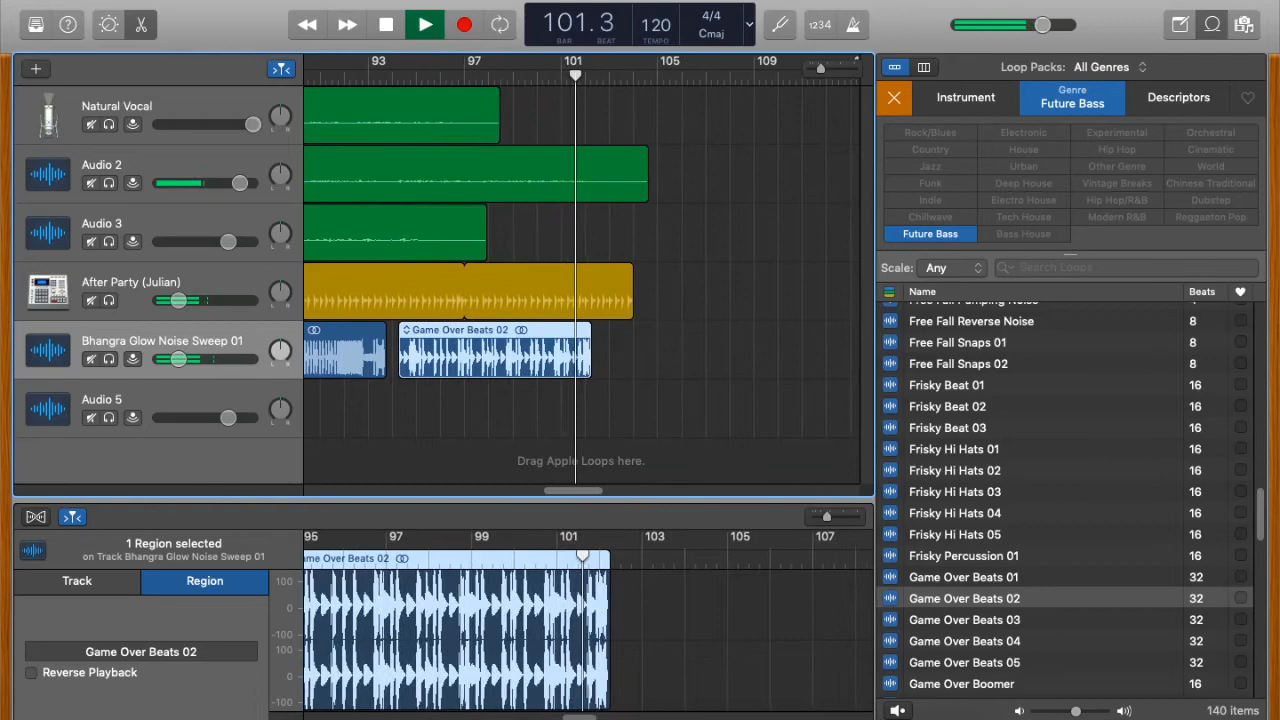 101.3
BAR
BEAT
120
TEMPO
4/4
Cmaj
1234
93
97
101
105
109
Natural Vocal
L R
Audio 2
L R
Audio 3
L R
After Party (Julian)
L R
Bhangra Glow Noise Sweep 01
L R
Game Over Beats 02
Audio 5
L R
Drag Apple Loops here.
1 Region selected
on Track Bhangra Glow Noise Sweep 01
Track
Region
Game Over Beats 02
Reverse Playback
95
97
99
101
103
105
107
me Over Beats 02
100
0
-100
100
0
-100
Loop Packs: All Genres
Instrument
Genre
Future Bass
Descriptors
Rock/Blues
Electronic
Experimental
Orchestral
Country
House
Hip Hop
Cinematic
Jazz
Urban
Other Genre
World
Funk
Deep House
Vintage Breaks
Chinese Traditional
Indie
Electro House
Hip Hop/R&B
Dubstep
Chillwave
Tech House
Modern R&B
Reggaeton Pop
Future Bass
Bass House
Scale: Any
Search Loops
Name
Beats
Free Fall Pumping Noise
Free Fall Reverse Noise 8
Free Fall Snaps 01 8
Free Fall Snaps 02 8
Frisky Beat 01 16
Frisky Beat 02 16
Frisky Beat 03 16
Frisky Hi Hats 01 16
Frisky Hi Hats 02 16
Frisky Hi Hats 03 16
Frisky Hi Hats 04 16
Frisky Hi Hats 05 16
Frisky Percussion 01 16
Game Over Beats 01 32
Game Over Beats 02 32
Game Over Beats 03 32
Game Over Beats 04 32
Game Over Beats 05 32
Game Over Boomer 16
140 items